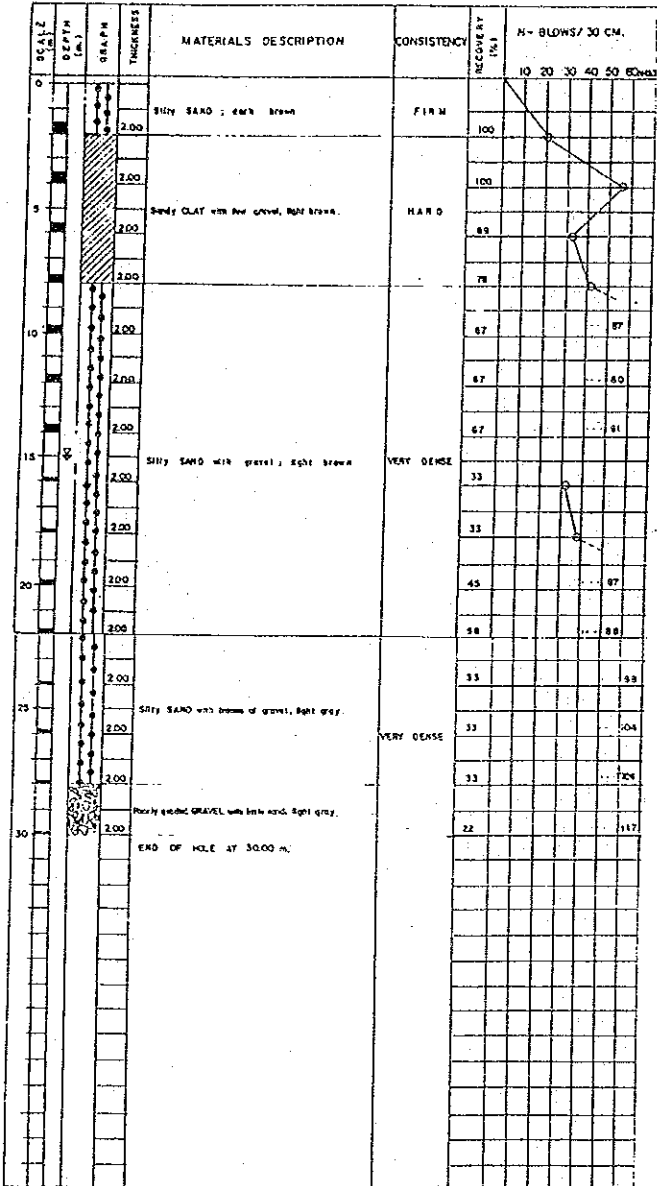 SCALE (m)
DEPTH (m.)
GRAPH
THICKNESS
MATERIALS DESCRIPTION
CONSISTENCY
RECOVERY (%)
N- BLOWS/ 30 CM.
10 20 30 40 50
0
Silty SAND ; dark brown
FIRM
2.00
100
2.00
100
5
Sandy CLAY with few gravel, light brown.
HARD
2.00
89
2.00
78
10
2.00
67
87
2.00
67
80
2.00
67
91
15
Silty SAND with gravel ; light brown
VERY DENSE
2.00
33
2.00
33
20
2.00
45
87
2.00
58
88
2.00
33
25
Silty SAND with of gravel, light gray.
VERY DENSE
2.00
33
2.00
33
Poorly graded GRAVEL with little sand, light gray.
30
2.00
22
END OF HOLE AT 30.00 m.